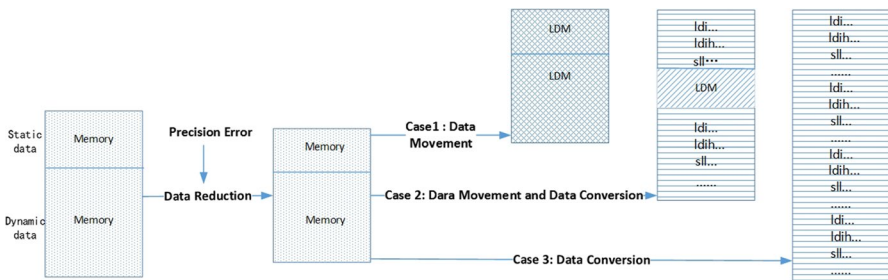 Static
data
Memory
Dynamic
data
Memory
Precision Error
Data Reduction
Memory
Memory
Case1 : Data
Movement
Case 2: Dara Movement and Data Conversion
Case 3: Data Conversion
LDM
LDM
ldi...
ldih...
sll⋯
LDM
ldi...
ldih...
sll...
......
ldi...
ldih...
sll...
......
ldi...
ldih...
sll...
......
ldi...
ldih...
sll...
......
ldi...
ldih...
sll...
......